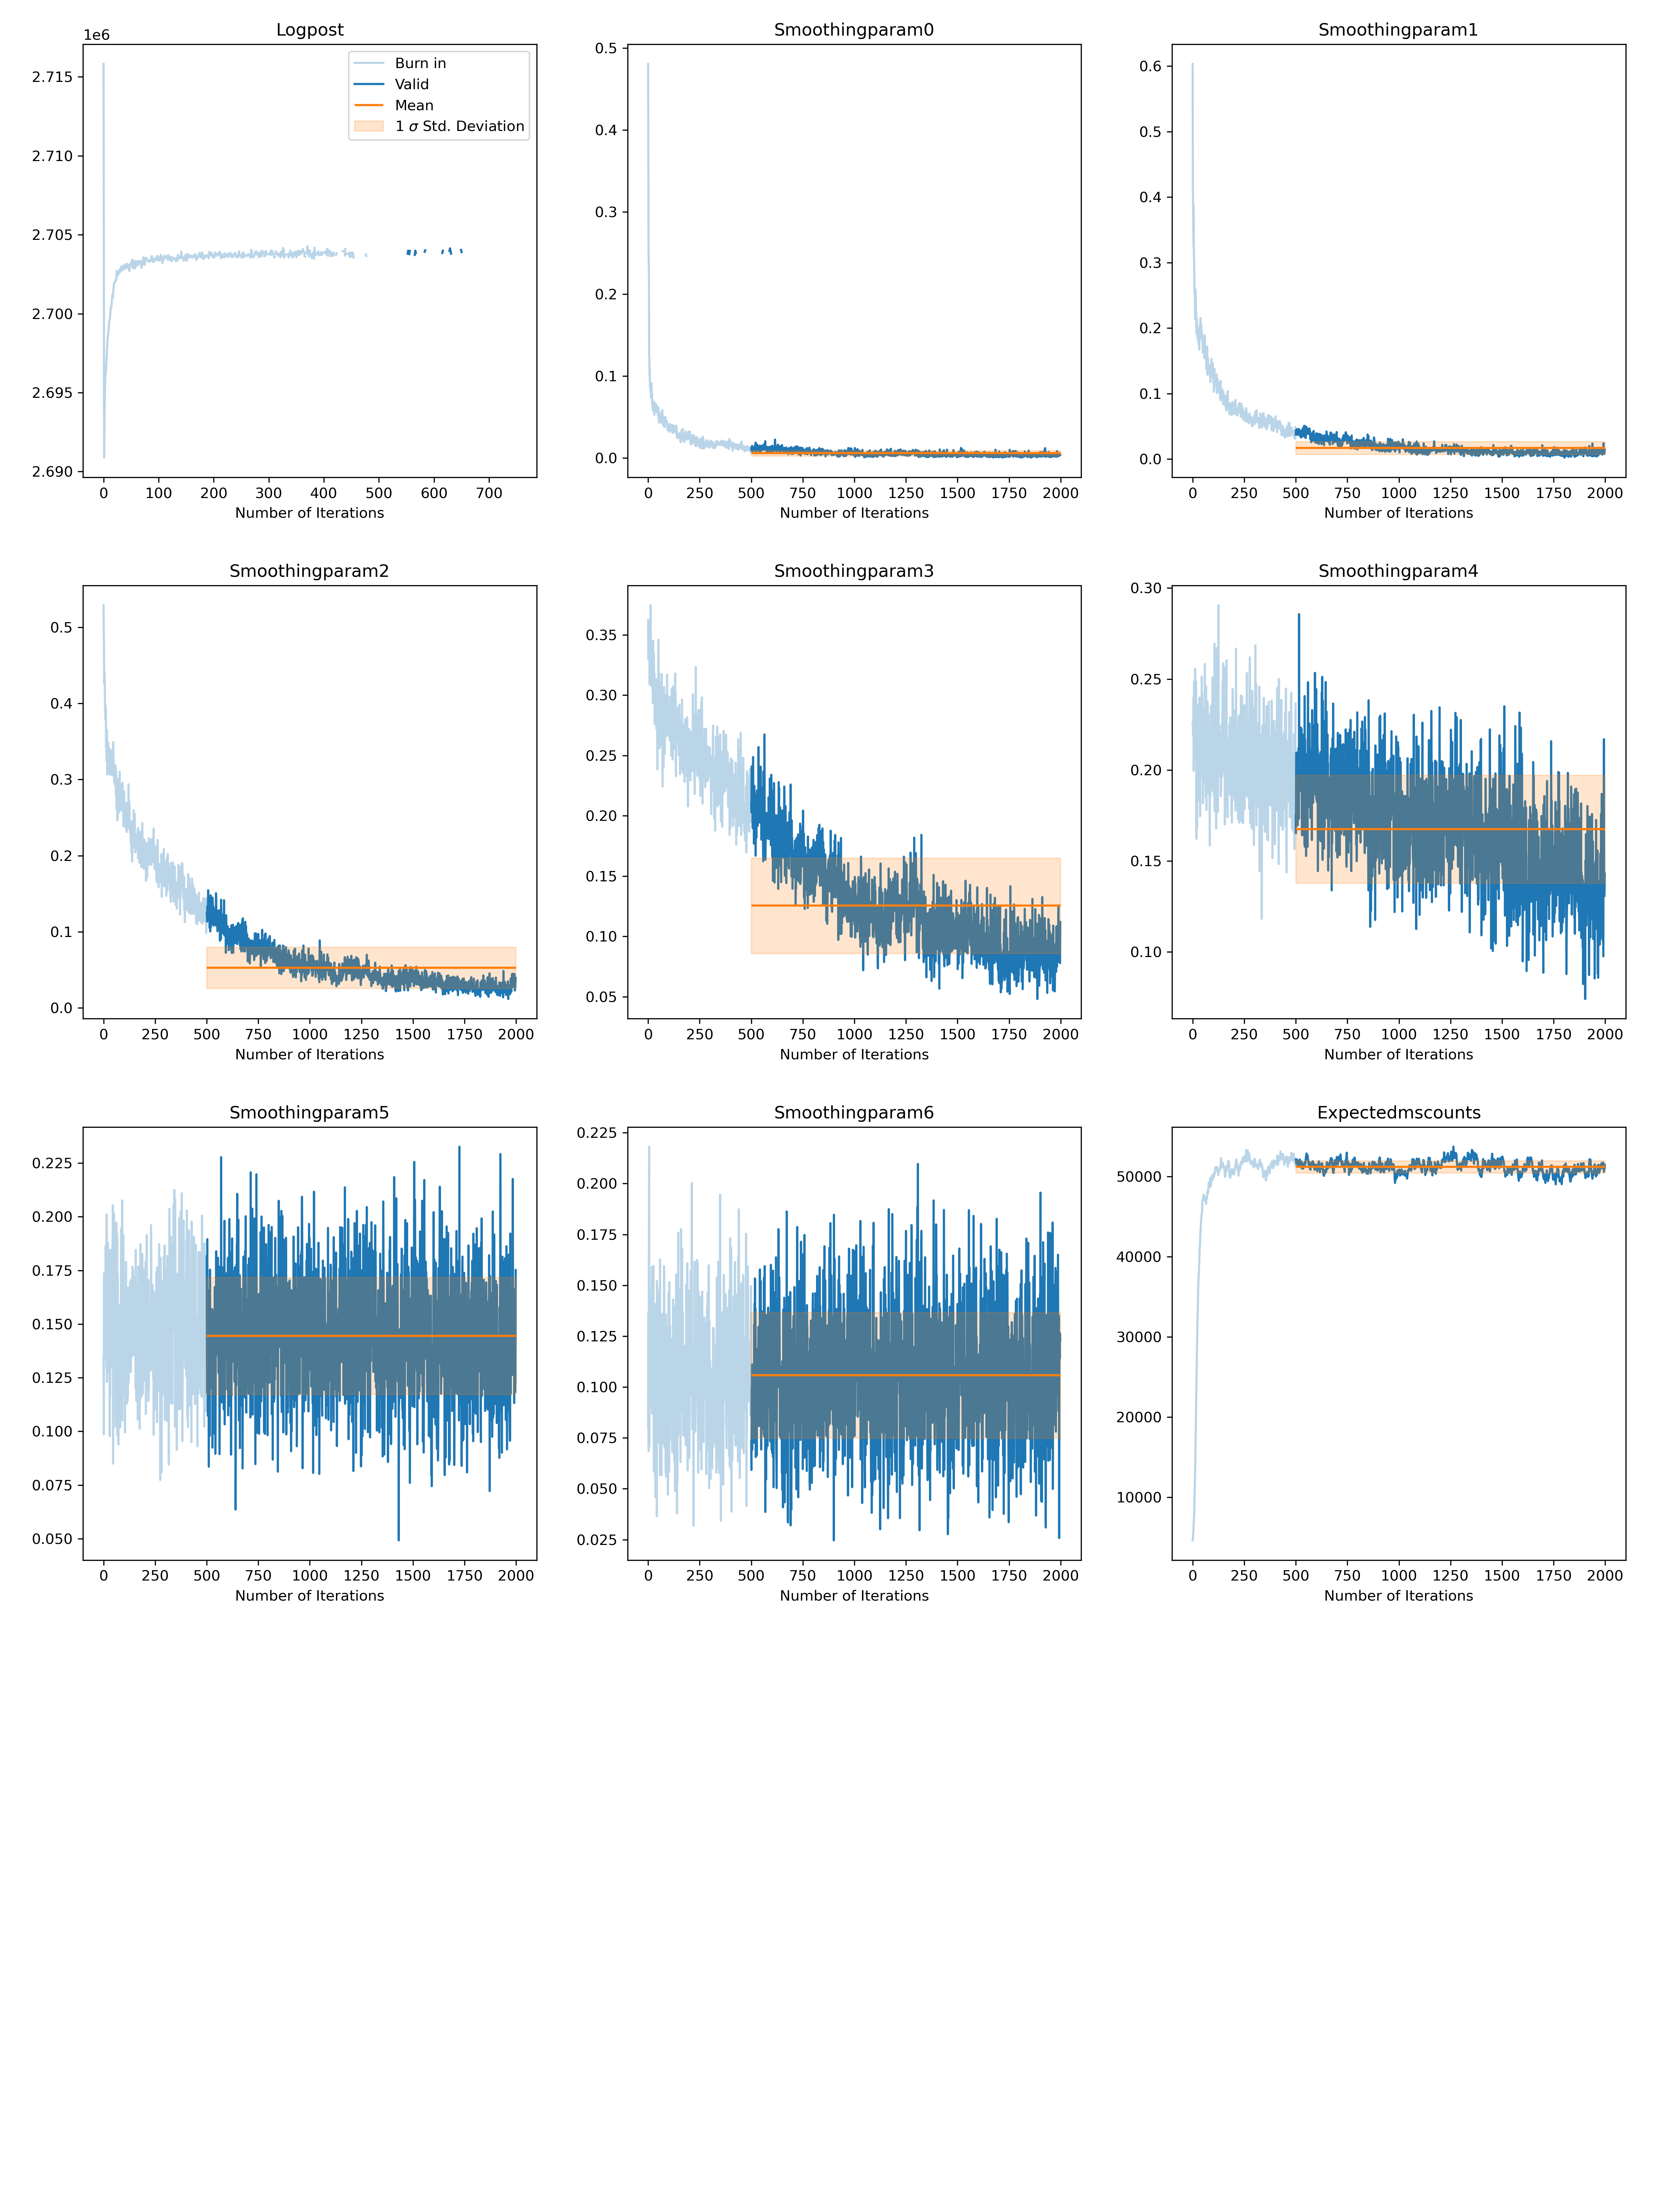 Logpost
1e6
Burn in
Valid
Mean
1 σ Std. Deviation
2.715
2.710
2.705
2.700
2.695
2.690
0 100 200 300 400 500 600 700
Number of Iterations
Smoothingparam0
0.5
0.4
0.3
0.2
0.1
0.0
0 250 500 750 1000 1250 1500 1750 2000
Number of Iterations
Smoothingparam1
0.6
0.5
0.4
0.3
0.2
0.1
0.0
0 250 500 750 1000 1250 1500 1750 2000
Number of Iterations
Smoothingparam2
0.5
0.4
0.3
0.2
0.1
0.0
0 250 500 750 1000 1250 1500 1750 2000
Number of Iterations
Smoothingparam3
0.35
0.30
0.25
0.20
0.15
0.10
0.05
0 250 500 750 1000 1250 1500 1750 2000
Number of Iterations
Smoothingparam4
0.30
0.25
0.20
0.15
0.10
0 250 500 750 1000 1250 1500 1750 2000
Number of Iterations
Smoothingparam5
0.225
0.200
0.175
0.150
0.125
0.100
0.075
0.050
0 250 500 750 1000 1250 1500 1750 2000
Number of Iterations
Smoothingparam6
0.225
0.200
0.175
0.150
0.125
0.100
0.075
0.050
0.025
0 250 500 750 1000 1250 1500 1750 2000
Number of Iterations
Expectedmscounts
50000
40000
30000
20000
10000
0 250 500 750 1000 1250 1500 1750 2000
Number of Iterations